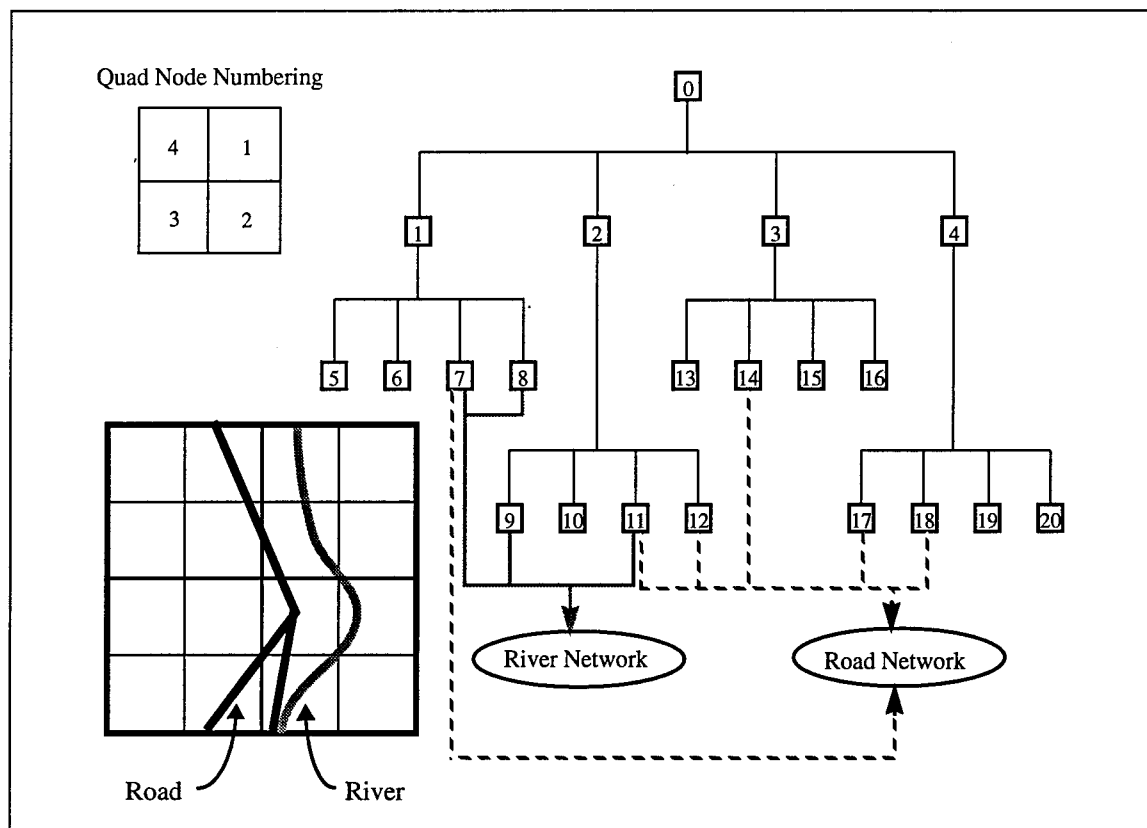 Quad Node Numbering
4 1
3 2
0
1 2 3 4
5 6 7 8
13 14 15 16
9 10 11 12
17 18 19 20
River Network
Road Network
Road
River